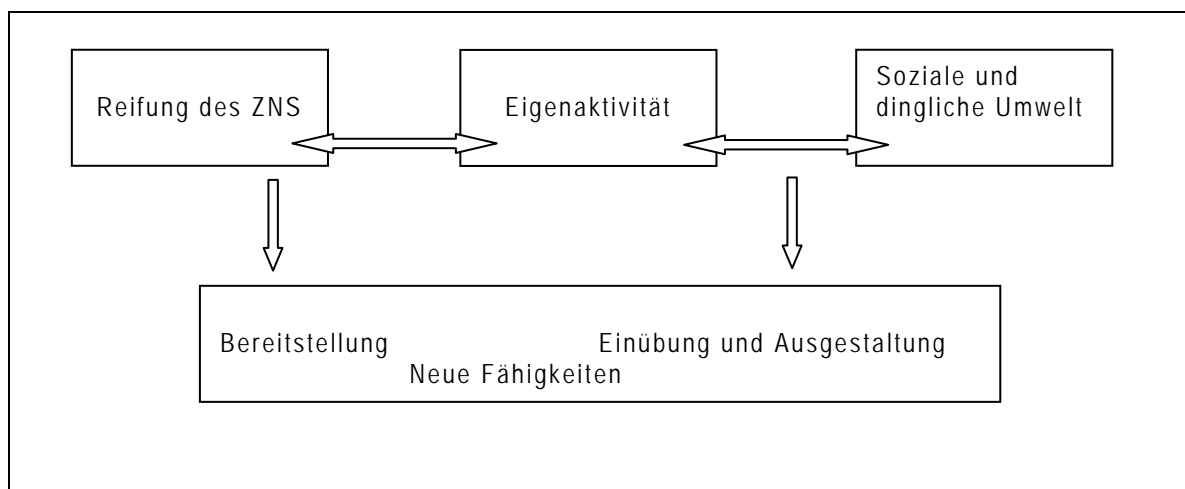 Reifung des ZNS
Eigenaktivität
Soziale und
dingliche Umwelt
Bereitstellung
Einübung und Ausgestaltung
Neue Fähigkeiten